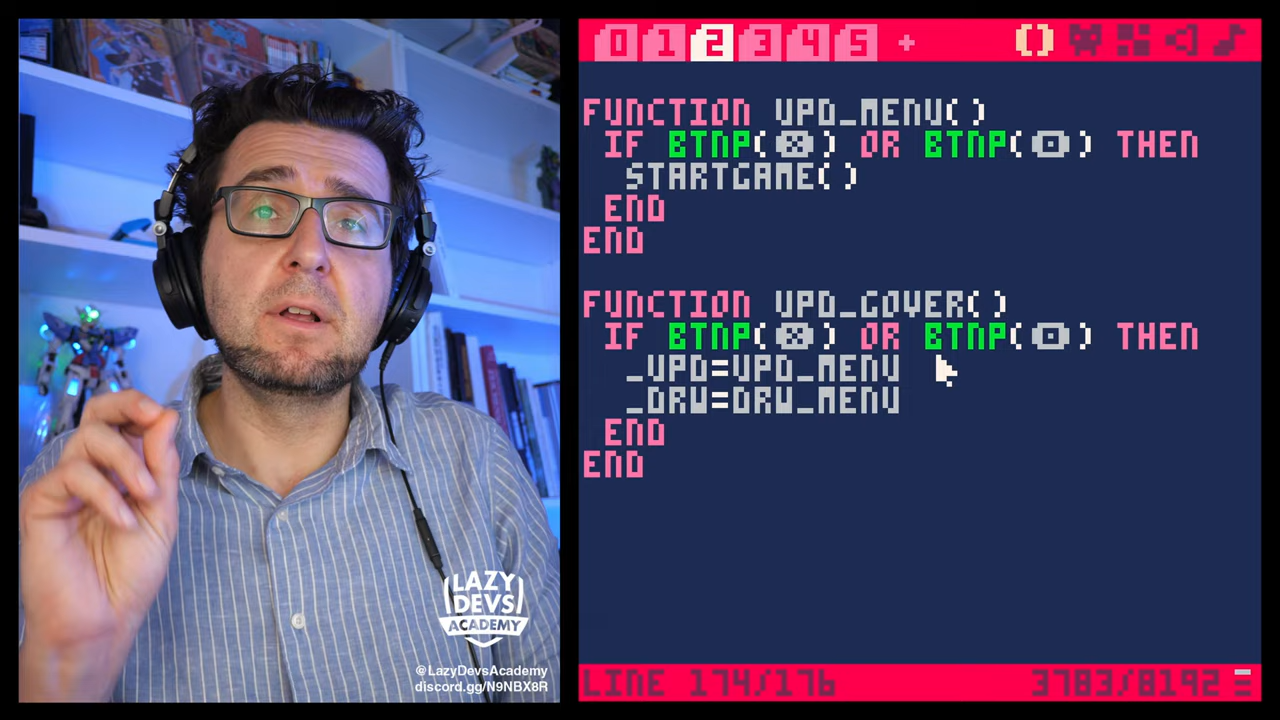 LAZY
DEVS
ACADEMY
@LazyDevsAcademy
discord.gg/N9NBX8R
0 1 2 3 4 5 +
FUNCTION UPD_MENU()
IF BTNP(❎) OR BTNP(🅾️) THEN
STARTGAME()
END
END
FUNCTION UPD_GOVER()
IF BTNP(❎) OR BTNP(🅾️) THEN
_UPD=UPD_MENU
_DRW=DRW_MENU
END
END
LINE 174/176 3783/8192